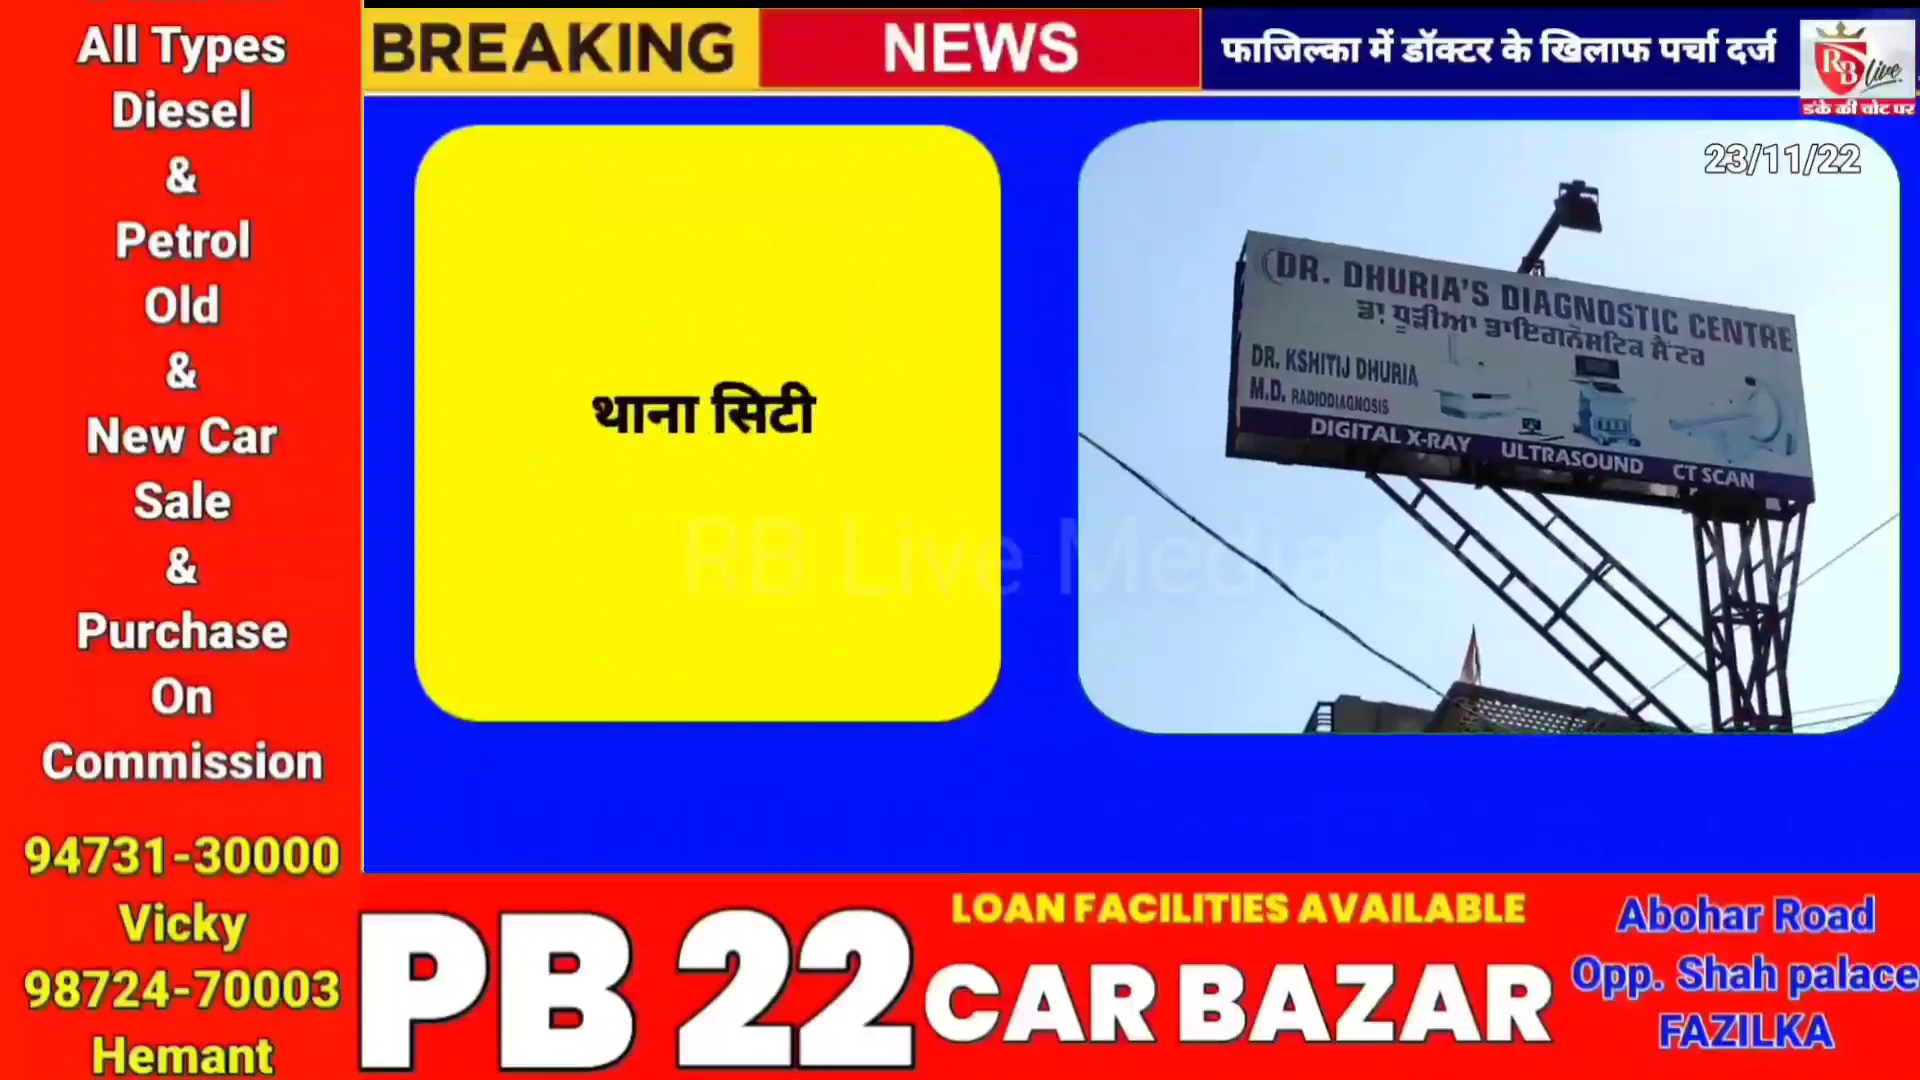 All Types
Diesel
&
Petrol
Old
&
New Car
Sale
&
Purchase
On
Commission
94731-30000
Vicky
98724-70003
Hemant
BREAKING NEWS
फाजिल्का में डॉक्टर के खिलाफ पर्चा दर्ज
RB Live
डंके की चोट पर
23/11/22
थाना सिटी
DR. DHURIA'S DIAGNOSTIC CENTRE
ਡਾ. ਧੂੜੀਆ ਡਾਇਗਨੋਸਟਿਕ ਸੈਂਟਰ
DR. KSHITIJ DHURIA
M.D. RADIODIAGNOSIS
DIGITAL X-RAY ULTRASOUND CT SCAN
RB Live Media
PB 22
LOAN FACILITIES AVAILABLE
CAR BAZAR
Abohar Road
Opp. Shah palace
FAZILKA